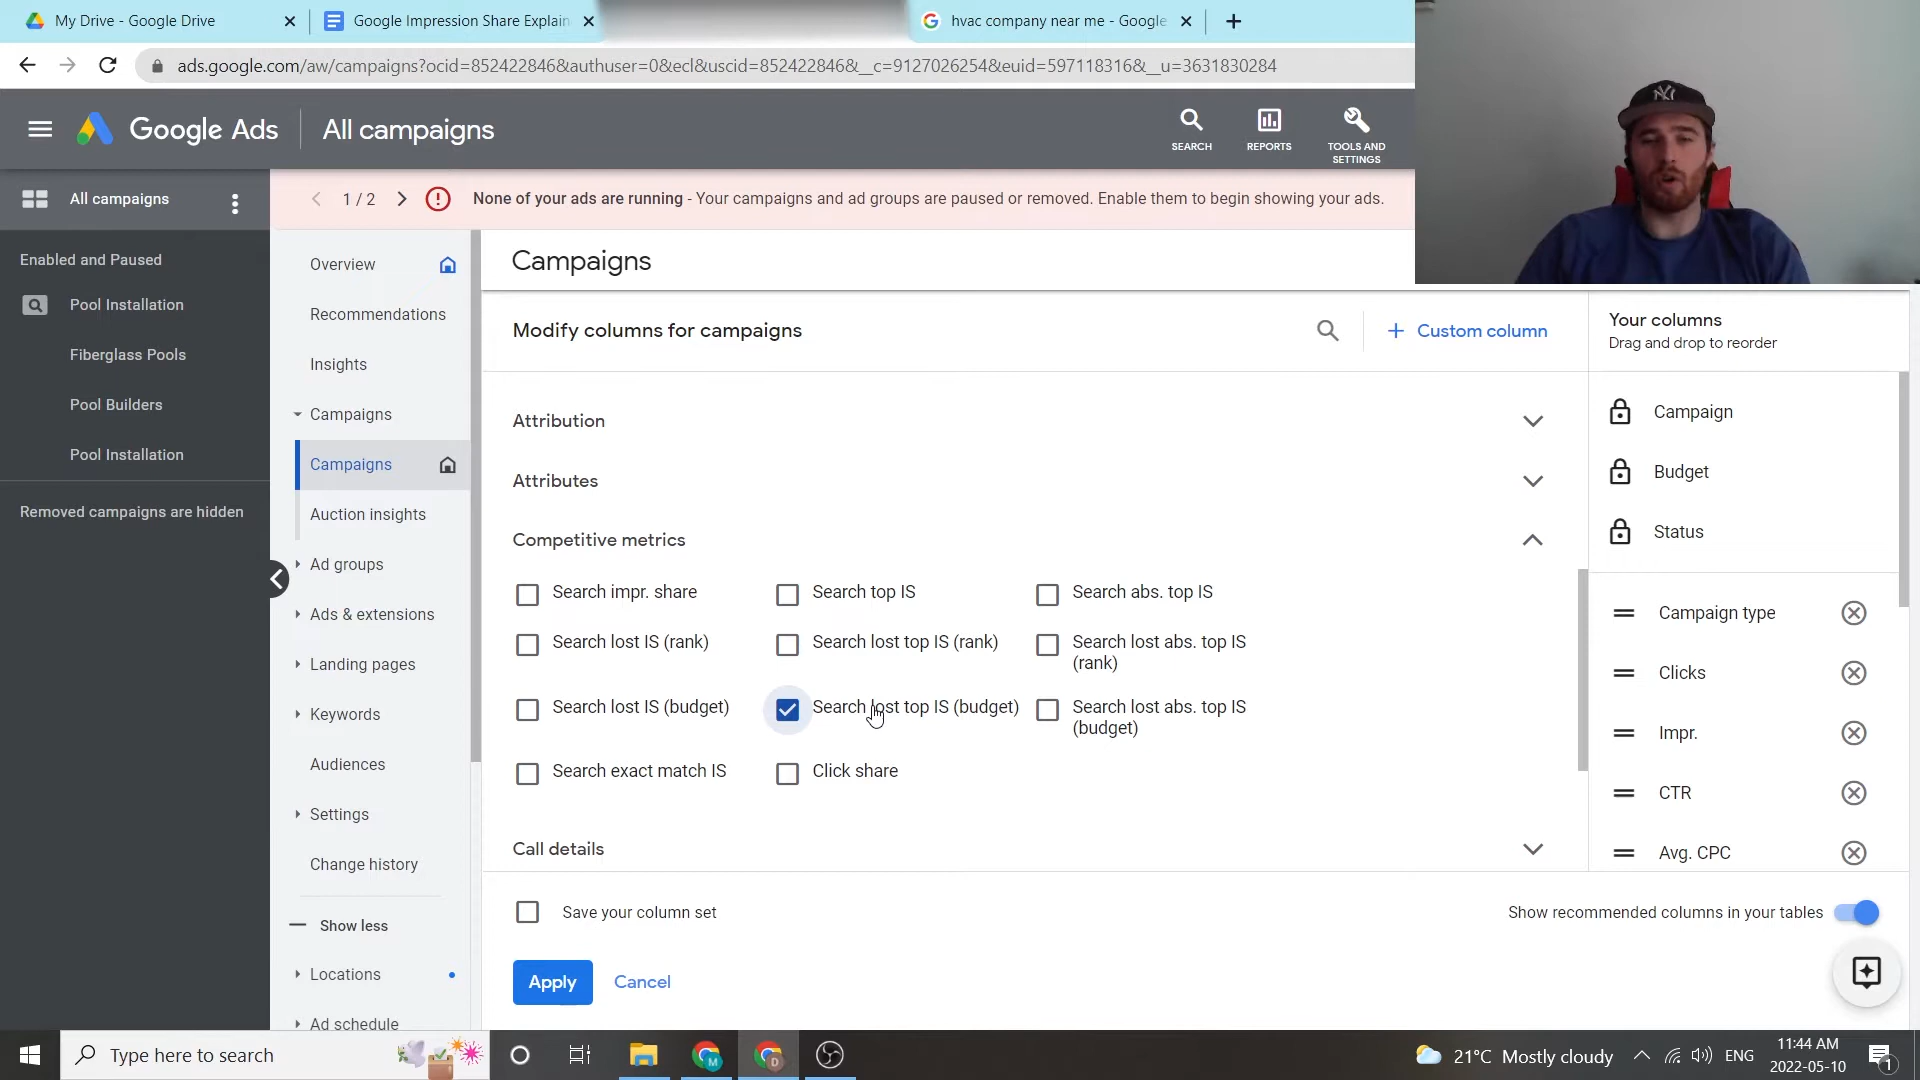 My Drive - Google Drive
Google Impression Share Explain
hvac company near me - Google
ads.google.com/aw/campaigns?ocid=852422846&authuser=0&ecl&uscid=852422846&__c=9127026254&euid=597118316&__u=3631830284
Google Ads
All campaigns
SEARCH
REPORTS
TOOLS AND
SETTINGS
All campaigns
1 / 2
None of your ads are running - Your campaigns and ad groups are paused or removed. Enable them to begin showing your ads.
Enabled and Paused
Pool Installation
Fiberglass Pools
Pool Builders
Pool Installation
Removed campaigns are hidden
Overview
Recommendations
Insights
Campaigns
Campaigns
Auction insights
Ad groups
Ads & extensions
Landing pages
Keywords
Audiences
Settings
Change history
Show less
Locations
Ad schedule
Campaigns
Modify columns for campaigns
Custom column
Attribution
Attributes
Competitive metrics
Search impr. share
Search top IS
Search abs. top IS
Search lost IS (rank)
Search lost top IS (rank)
Search lost abs. top IS
(rank)
Search lost IS (budget)
Search lost top IS (budget)
Search lost abs. top IS
(budget)
Search exact match IS
Click share
Call details
Save your column set
Show recommended columns in your tables
Apply
Cancel
Your columns
Drag and drop to reorder
Campaign
Budget
Status
Campaign type
Clicks
Impr.
CTR
Avg. CPC
Type here to search
21°C Mostly cloudy
ENG
11:44 AM
2022-05-10
1